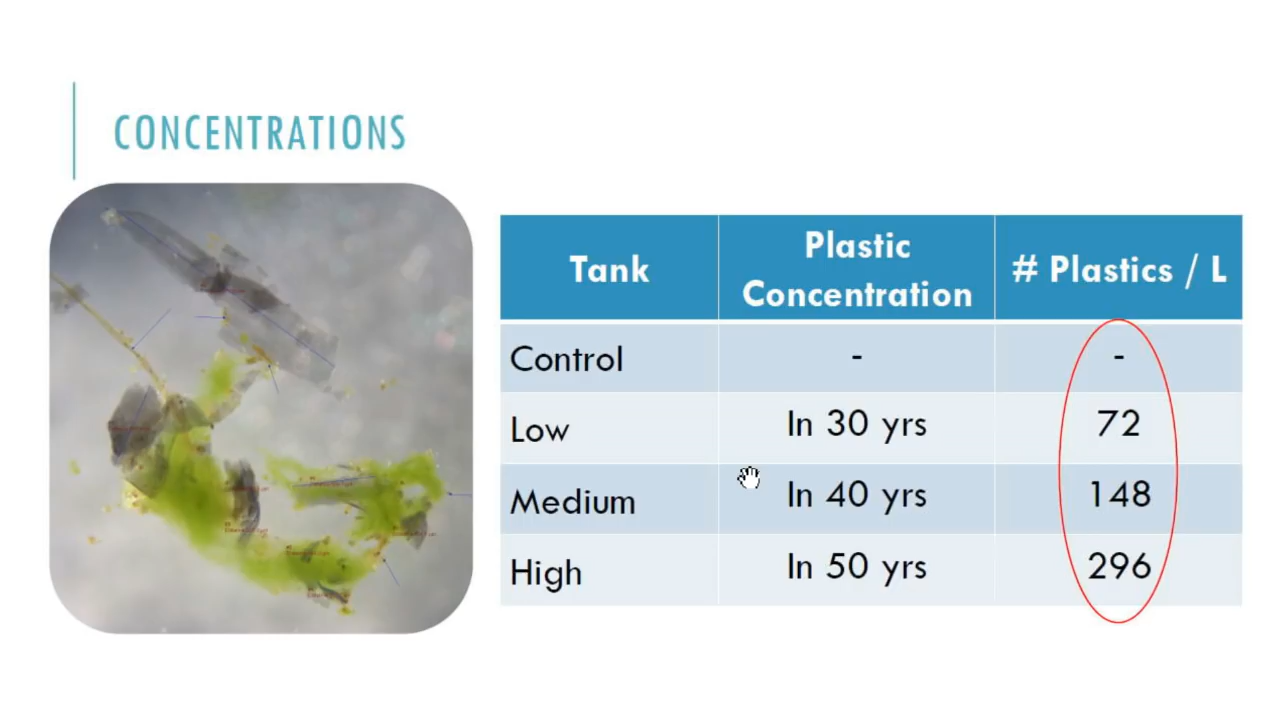 CONCENTRATIONS
Tank
Plastic
Concentration
# Plastics / L
Control
-
-
Low
In 30 yrs
72
Medium
In 40 yrs
148
High
In 50 yrs
296